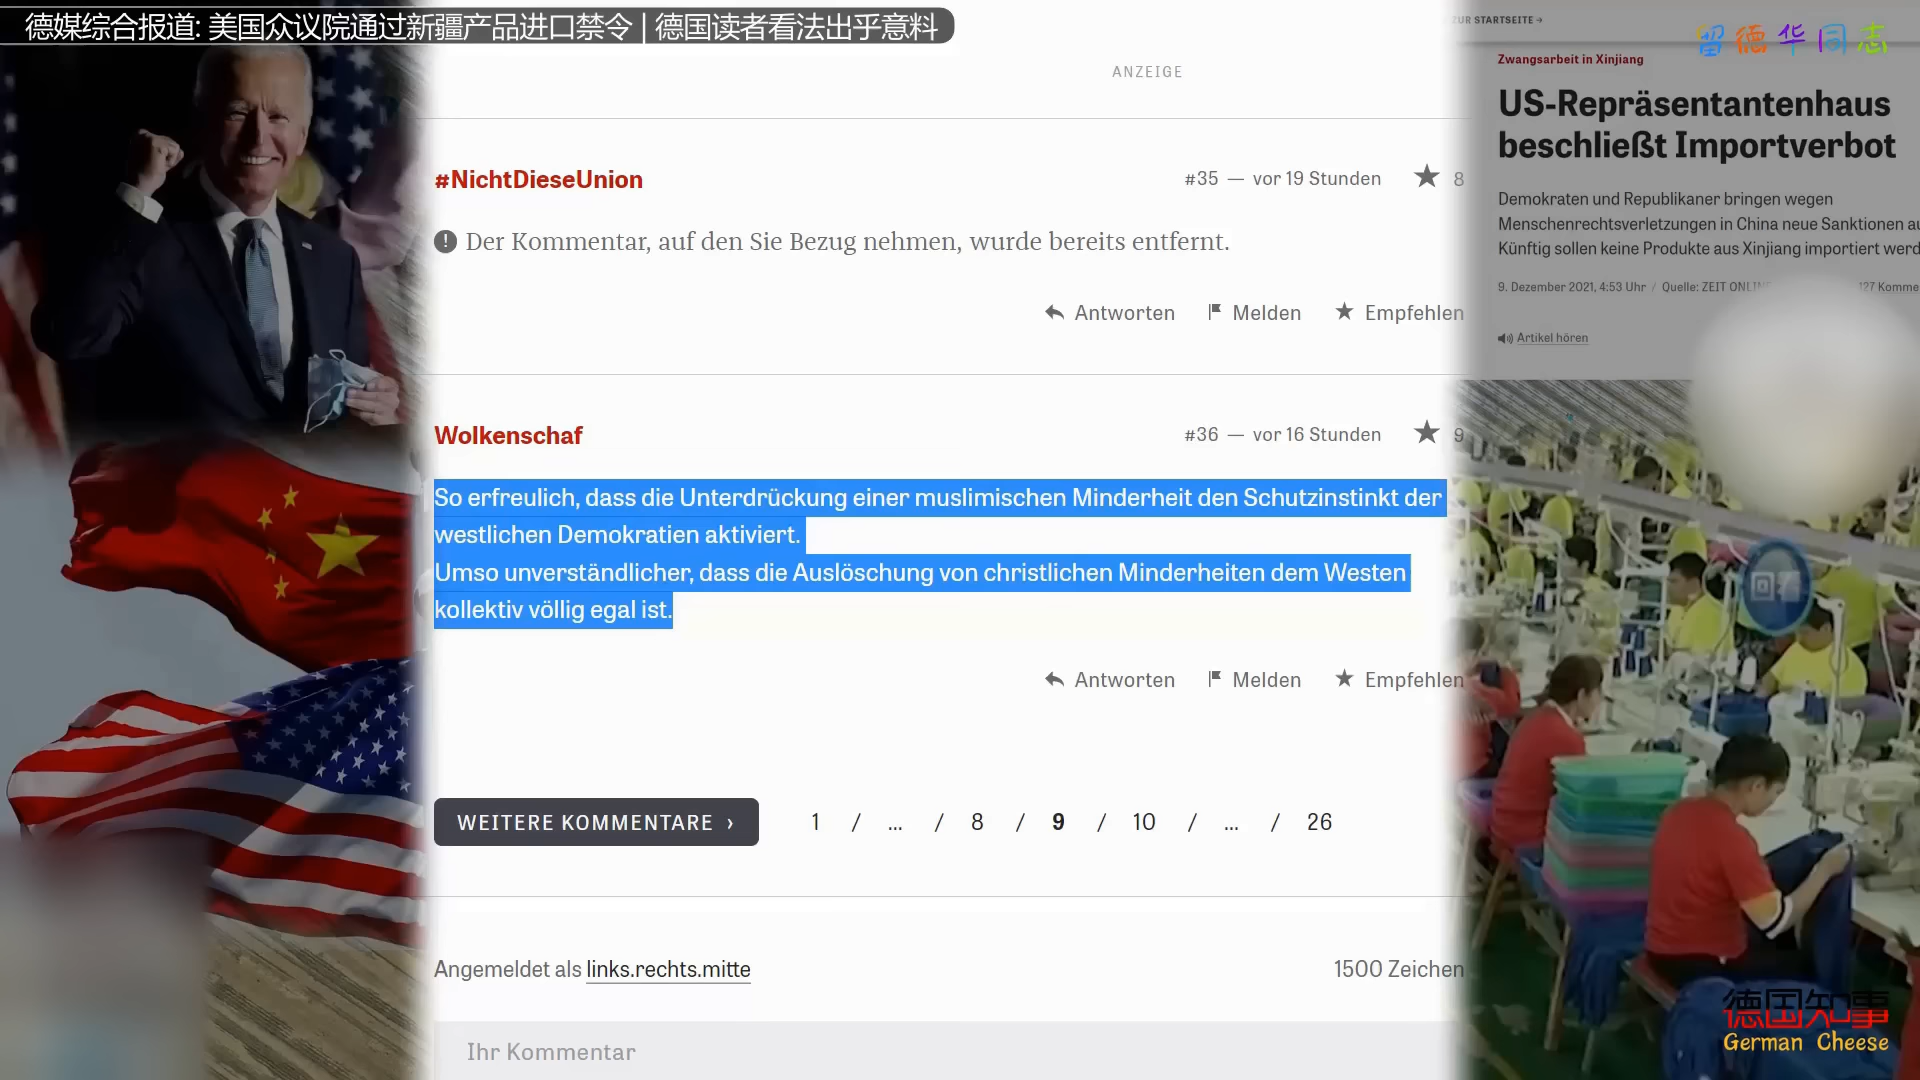 德媒综合报道: 美国众议院通过新疆产品进口禁令 | 德国读者看法出乎意料
ZUR STARTSEITE →
留德华同志
ANZEIGE
Zwangsarbeit in Xinjiang
US-Repräsentantenhaus
beschließt Importverbot
Demokraten und Republikaner bringen wegen
Menschenrechtsverletzungen in China neue Sanktionen
Künftig sollen keine Produkte aus Xinjiang importiert
9. Dezember 2021, 4:53 Uhr / Quelle: ZEIT ONLINE
Artikel hören
#NichtDieseUnion
#35 — vor 19 Stunden ★ 8
Der Kommentar, auf den Sie Bezug nehmen, wurde bereits entfernt.
Antworten Melden Empfehlen
Wolkenschaf
#36 — vor 16 Stunden ★ 9
So erfreulich, dass die Unterdrückung einer muslimischen Minderheit den Schutzinstinkt der
westlichen Demokratien aktiviert.
Umso unverständlicher, dass die Auslöschung von christlichen Minderheiten dem Westen
kollektiv völlig egal ist.
Antworten Melden Empfehlen
WEITERE KOMMENTARE ›
1 / ... / 8 / 9 / 10 / ... / 26
Angemeldet als links.rechts.mitte
1500 Zeichen
Ihr Kommentar
德国知事
German Cheese